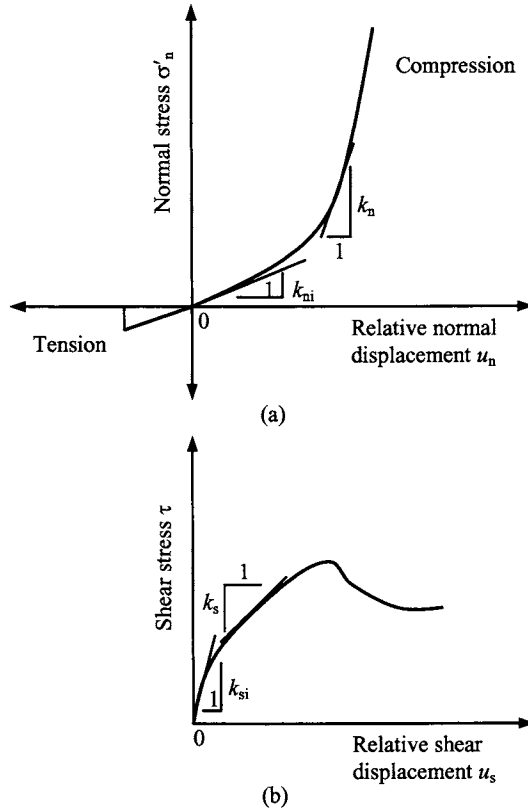 Normal stress σ′n
Compression
kn
1
1
kni
0
Tension
Relative normal
displacement un
(a)
Shear stress τ
1
ks
1
ksi
0
Relative shear
displacement us
(b)